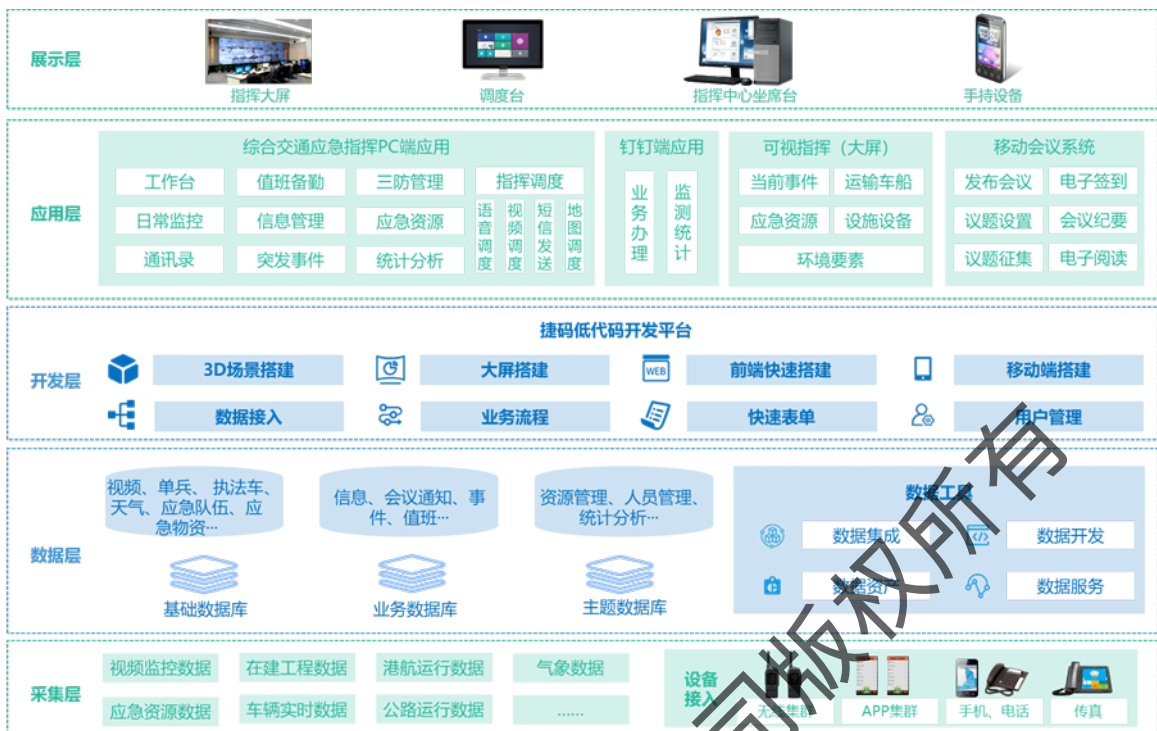 展示层
指挥大屏
调度台
指挥中心坐席台
手持设备
应用层
综合交通应急指挥PC端应用
工作台
值班备勤
三防管理
指挥调度
日常监控
信息管理
应急资源
通讯录
突发事件
统计分析
语音调度
视频调度
短信发送
地图调度
钉钉端应用
业务办理
监测统计
可视指挥（大屏）
当前事件
运输车船
应急资源
设施设备
环境要素
移动会议系统
发布会议
电子签到
议题设置
会议纪要
议题征集
电子阅读
开发层
捷码低代码开发平台
3D场景搭建
大屏搭建
WEB
前端快速搭建
移动端搭建
数据接入
业务流程
快速表单
用户管理
数据层
视频、单兵、执法车、
天气、应急队伍、应
急物资...
基础数据库
信息、会议通知、事
件、值班...
业务数据库
资源管理、人员管理、
统计分析...
主题数据库
数据工具
数据集成
数据开发
数据资产
数据服务
采集层
视频监控数据
在建工程数据
港航运行数据
气象数据
应急资源数据
车辆实时数据
公路运行数据
......
设备
接入
无线集群
APP集群
手机、电话
传真
司版权所有